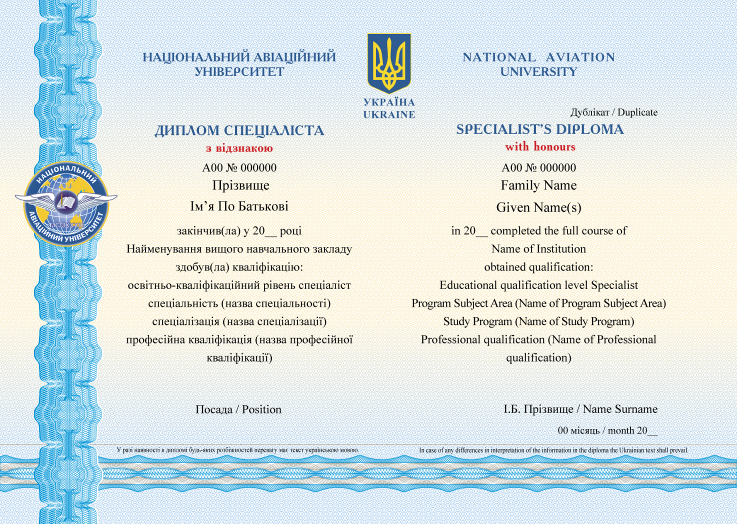 НАЦІОНАЛЬНИЙ АВІАЦІЙНИЙ
УНІВЕРСИТЕТ
УКРАЇНА
UKRAINE
NATIONAL AVIATION
UNIVERSITY
Дублікат / Duplicate
ДИПЛОМ СПЕЦІАЛІСТА
з відзнакою
А00 № 000000
Прізвище
Ім’я По Батькові
закінчив(ла) у 20__ році
Найменування вищого навчального закладу
здобув(ла) кваліфікацію:
освітньо-кваліфікаційний рівень спеціаліст
спеціальність (назва спеціальності)
спеціалізація (назва спеціалізації)
професійна кваліфікація (назва професійної
кваліфікації)
SPECIALIST’S DIPLOMA
with honours
A00 № 000000
Family Name
Given Name(s)
in 20__ completed the full course of
Name of Institution
obtained qualification:
Educational qualification level Specialist
Program Subject Area (Name of Program Subject Area)
Study Program (Name of Study Program)
Professional qualification (Name of Professional
qualification)
НАЦІОНАЛЬНИЙ
АВІАЦІЙНИЙ УНІВЕРСИТЕТ
Посада / Position
І.Б. Прізвище / Name Surname
00 місяць / month 20__
У разі наявності в дипломі будь-яких розбіжностей перевагу має текст українською мовою.
In case of any differences in interpretation of the information in the diploma the Ukrainian text shall prevail